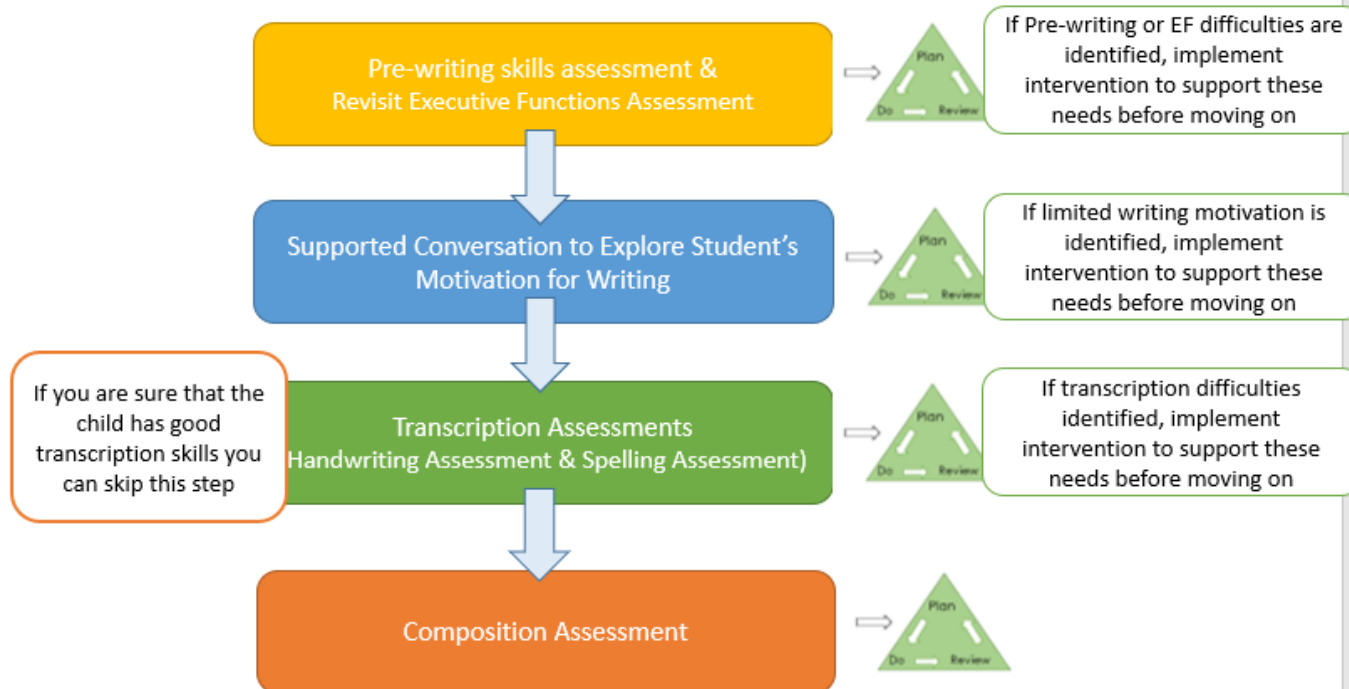 Pre-writing skills assessment &
Revisit Executive Functions Assessment
Plan
Do
Review
If Pre-writing or EF difficulties are
identified, implement
intervention to support these
needs before moving on
Supported Conversation to Explore Student's
Motivation for Writing
Plan
Do
Review
If limited writing motivation is
identified, implement
intervention to support these
needs before moving on
If you are sure that the
child has good
transcription skills you
can skip this step
Transcription Assessments
Handwriting Assessment & Spelling Assessment)
Plan
Do
Review
If transcription difficulties
identified, implement
intervention to support these
needs before moving on
Composition Assessment
Plan
Do
Review